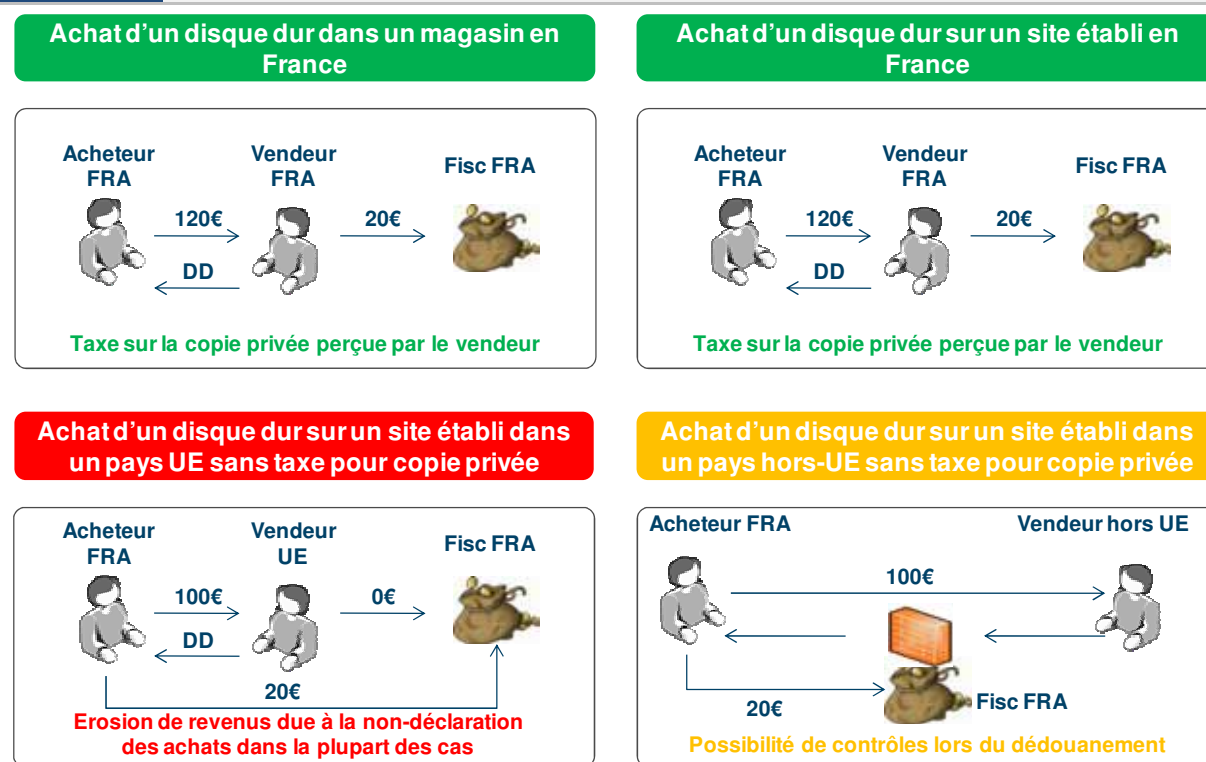 Achat d'un disque dur dans un magasin en
France
Acheteur
FRA
Vendeur
FRA
Fisc FRA
120€
20€
DD
Taxe sur la copie privée perçue par le vendeur
Achat d'un disque dur sur un site établi en
France
Acheteur
FRA
Vendeur
FRA
Fisc FRA
120€
20€
DD
Taxe sur la copie privée perçue par le vendeur
Achat d'un disque dur sur un site établi dans
un pays UE sans taxe pour copie privée
Acheteur
FRA
Vendeur
UE
Fisc FRA
100€
0€
DD
20€
Erosion de revenus due à la non-déclaration
des achats dans la plupart des cas
Achat d'un disque dur sur un site établi dans
un pays hors-UE sans taxe pour copie privée
Acheteur FRA
Vendeur hors UE
100€
20€
Fisc FRA
Possibilité de contrôles lors du dédouanement